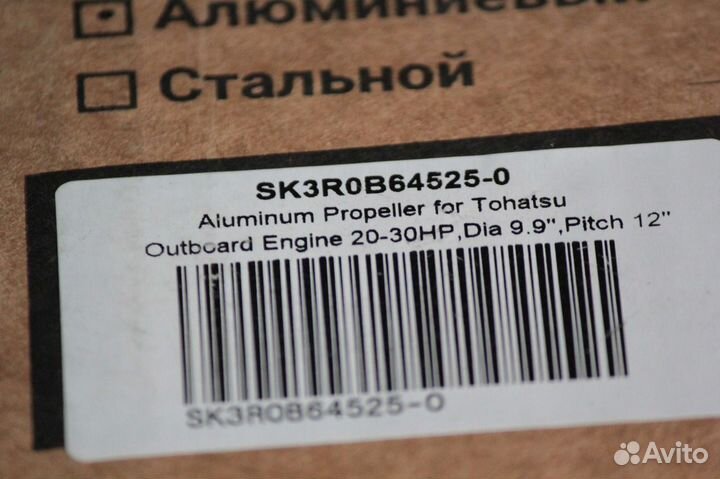 Алюминиевый
Стальной
SK3R0B64525-0
Aluminum Propeller for Tohatsu
Outboard Engine 20-30HP,Dia 9.9",Pitch 12"
SK3R0B64525-0
Avito